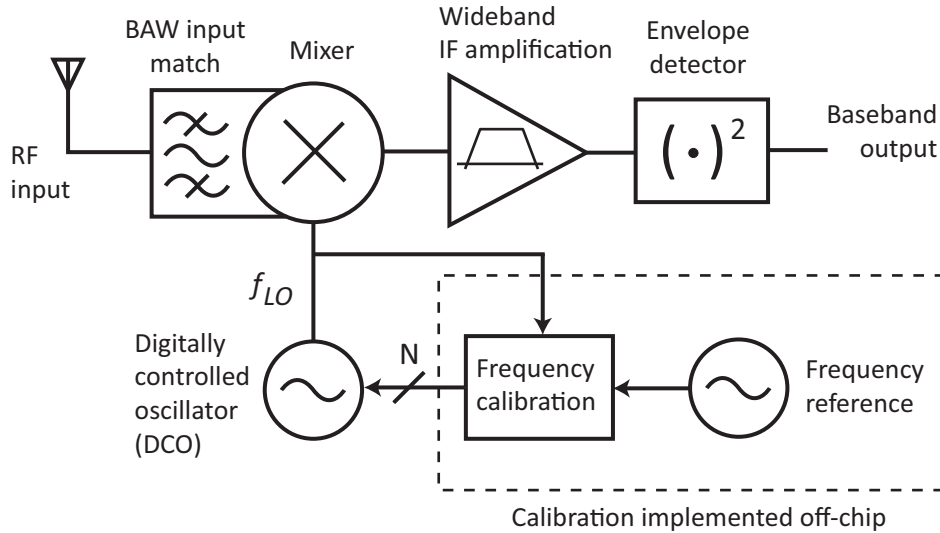 BAW input
match
Mixer
Wideband
IF amplification
Envelope
detector
RF
input
( • ) 2
Baseband
output
fLO
Digitally
controlled
oscillator
(DCO)
N
Frequency
calibration
Frequency
reference
Calibration implemented off-chip